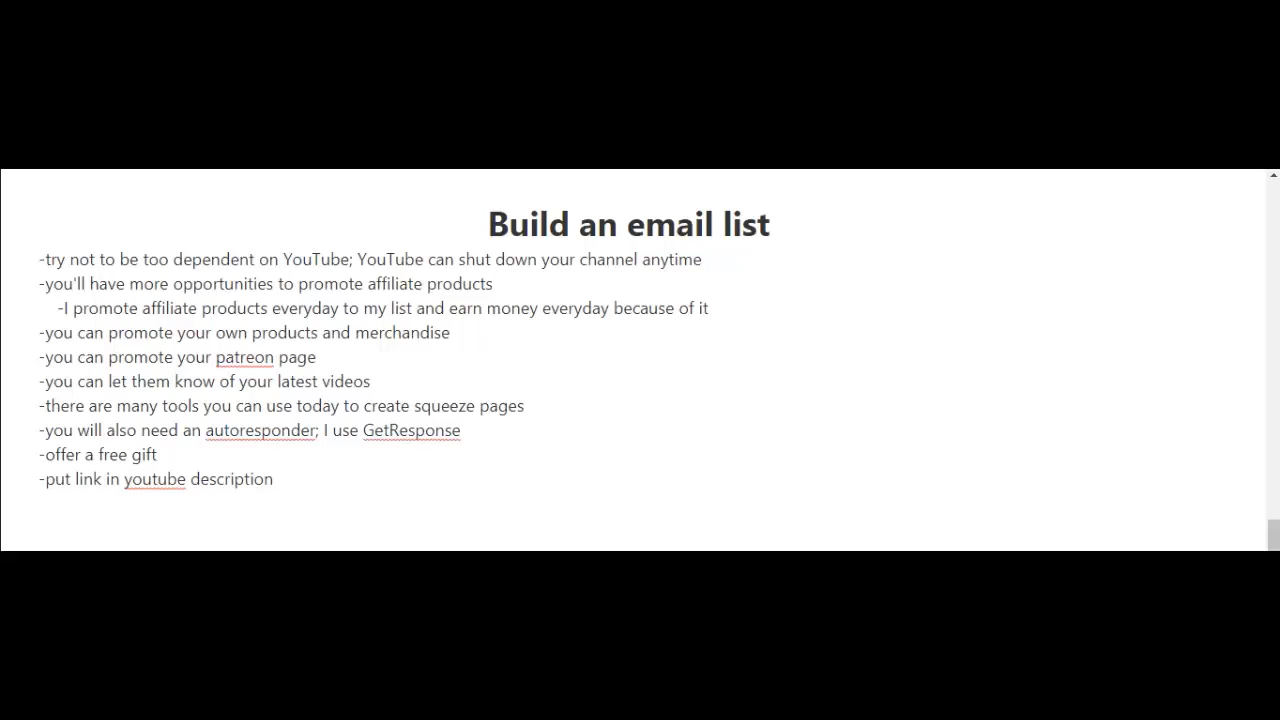 Build an email list
-try not to be too dependent on YouTube; YouTube can shut down your channel anytime
-you'll have more opportunities to promote affiliate products
-I promote affiliate products everyday to my list and earn money everyday because of it
-you can promote your own products and merchandise
-you can promote your patreon page
-you can let them know of your latest videos
-there are many tools you can use today to create squeeze pages
-you will also need an autoresponder; I use GetResponse
-offer a free gift
-put link in youtube description